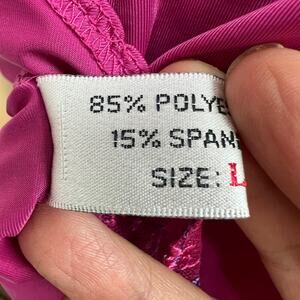 85% POLYE
15% SPAN
SIZE: L